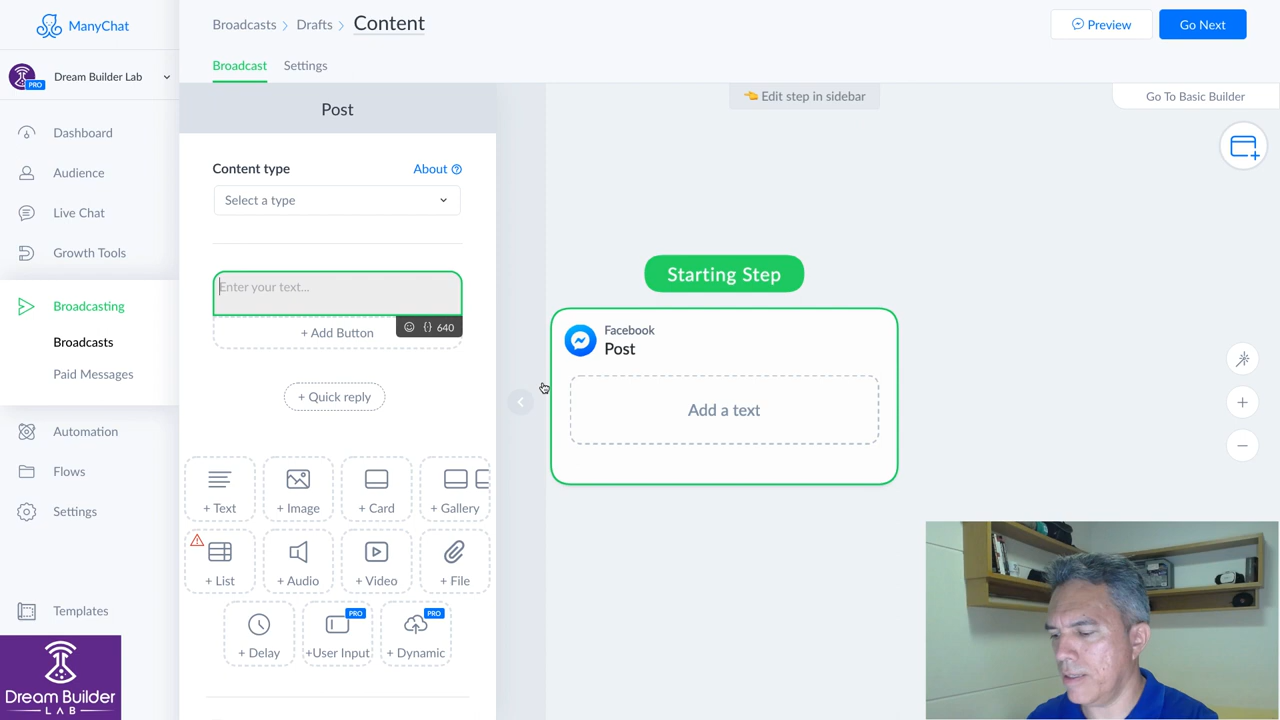 ManyChat
Broadcasts > Drafts > Content
Preview
Go Next
PRO
Dream Builder Lab
Broadcast
Settings
Post
Edit step in sidebar
Go To Basic Builder
Dashboard
Audience
Live Chat
Growth Tools
Broadcasting
Broadcasts
Paid Messages
Automation
Flows
Settings
Templates
Dream Builder
LAB
Content type
About
Select a type
Enter your text...
{} 640
+ Add Button
+ Quick reply
+ Text
+ Image
+ Card
+ Gallery
+ List
+ Audio
+ Video
+ File
PRO
PRO
+ Delay
+User Input
+ Dynamic
Starting Step
Facebook
Post
Add a text